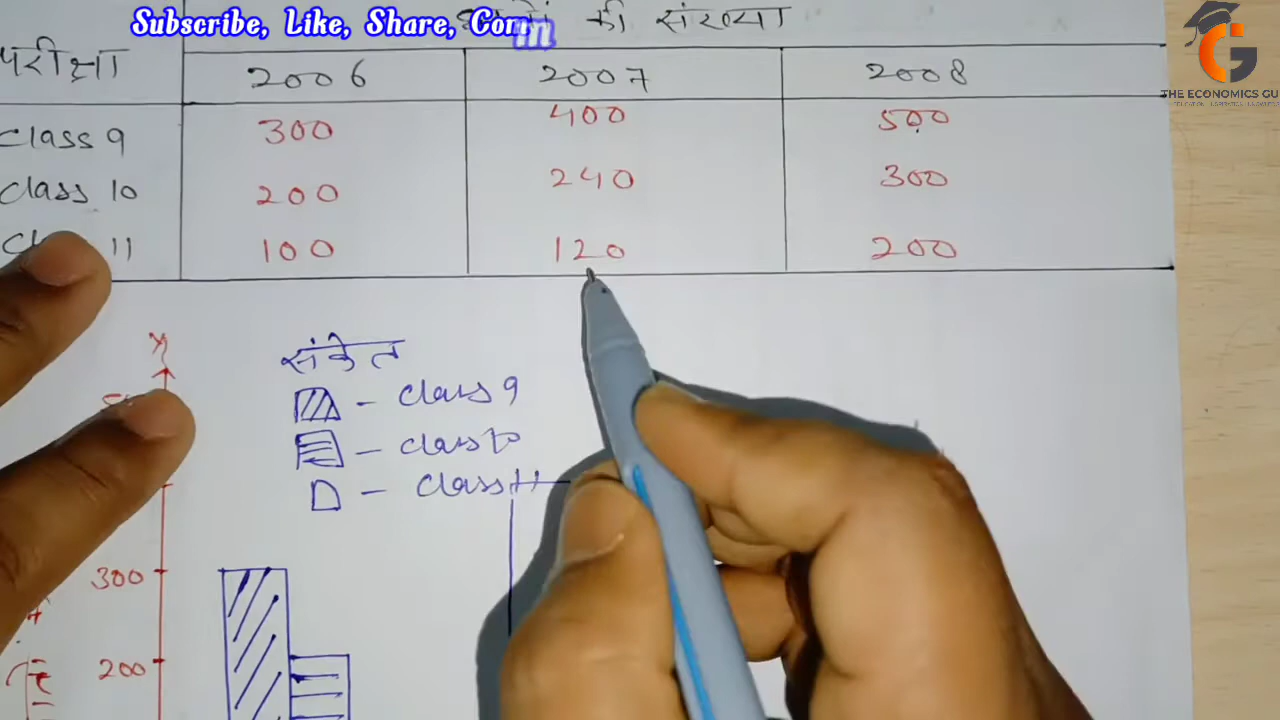 Subscribe, Like, Share, Com
की संख्या
परीक्षा 2006 2007 2008
Class 9 300 400 500
Class 10 200 240 300
11 100 120 200
y
संकेत
- Class 9
- class 10
- class 11
300
200
THE ECONOMICS GU